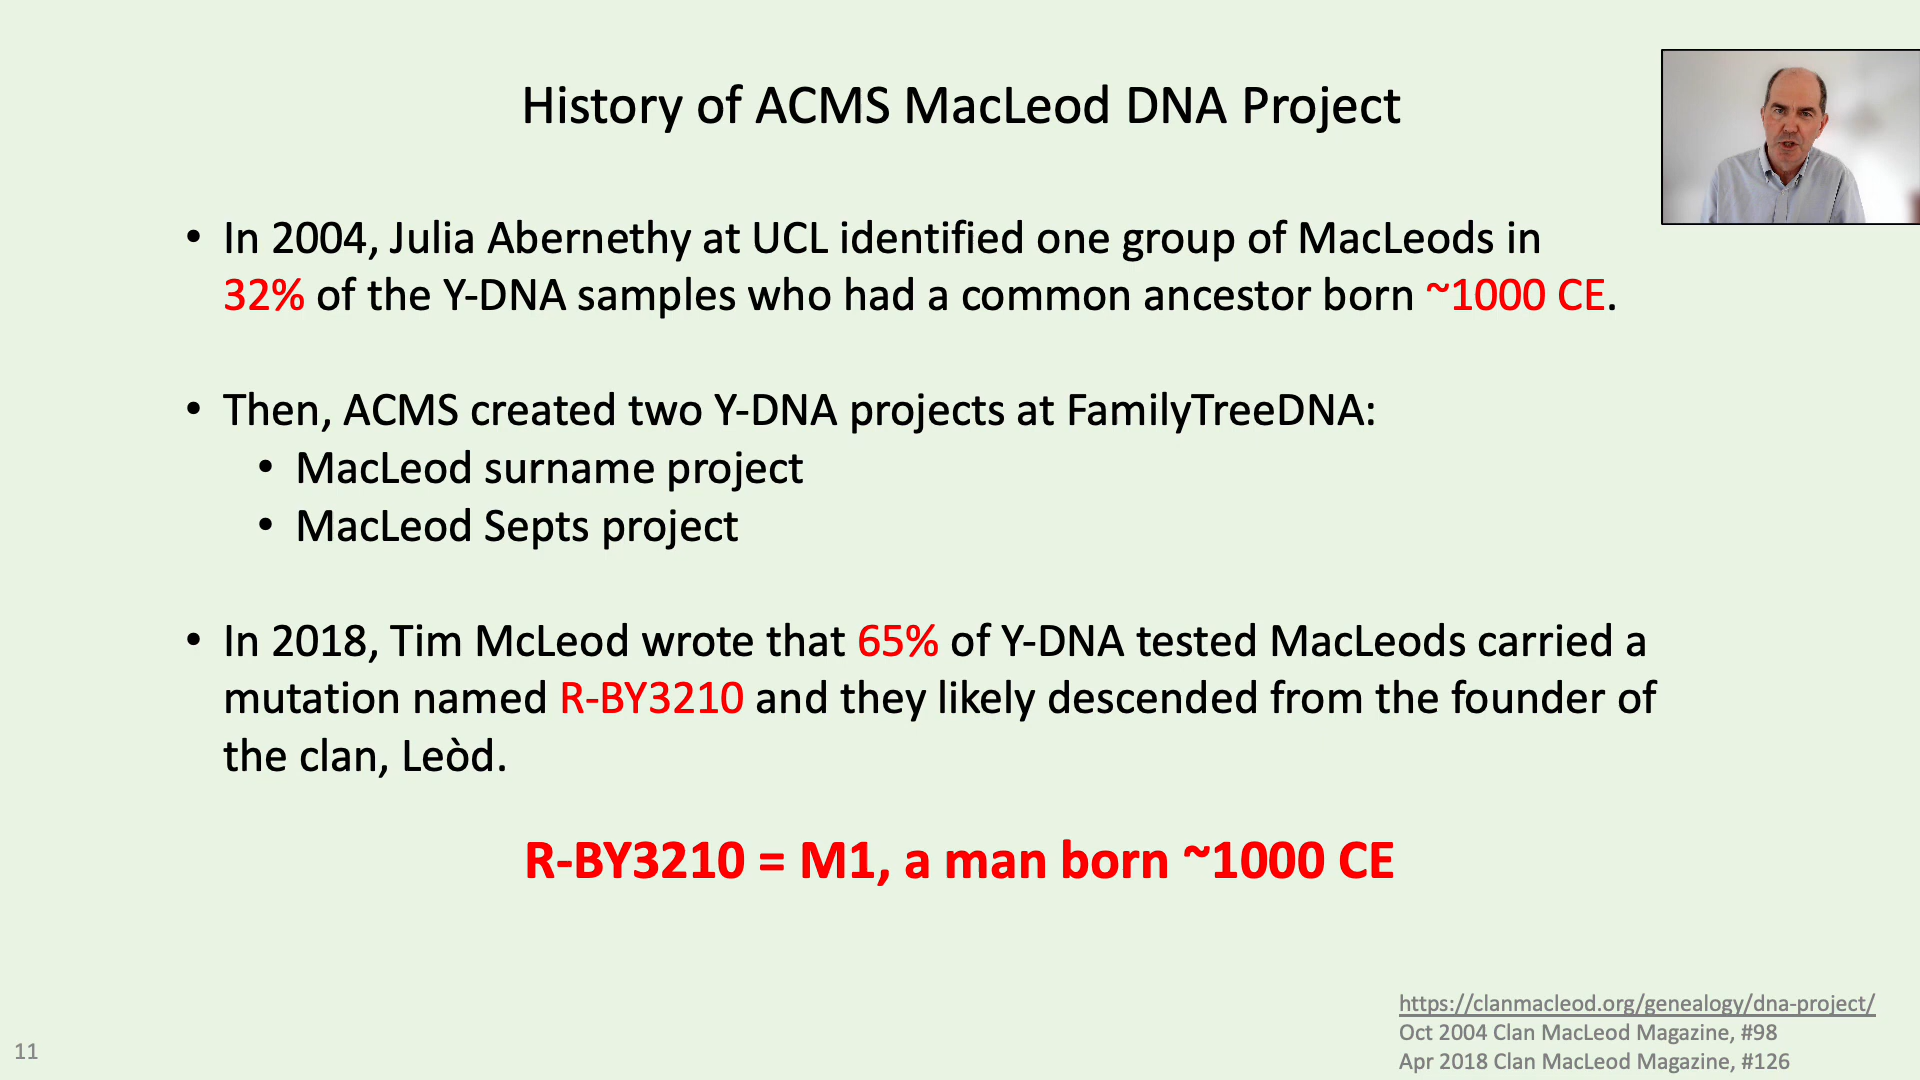 History of ACMS MacLeod DNA Project
• In 2004, Julia Abernethy at UCL identified one group of MacLeods in
32% of the Y-DNA samples who had a common ancestor born ~1000 CE.
• Then, ACMS created two Y-DNA projects at FamilyTreeDNA:
• MacLeod surname project
• MacLeod Septs project
• In 2018, Tim McLeod wrote that 65% of Y-DNA tested MacLeods carried a
mutation named R-BY3210 and they likely descended from the founder of
the clan, Leòd.
R-BY3210 = M1, a man born ~1000 CE
https://clanmacleod.org/genealogy/dna-project/
Oct 2004 Clan MacLeod Magazine, #98
Apr 2018 Clan MacLeod Magazine, #126
11